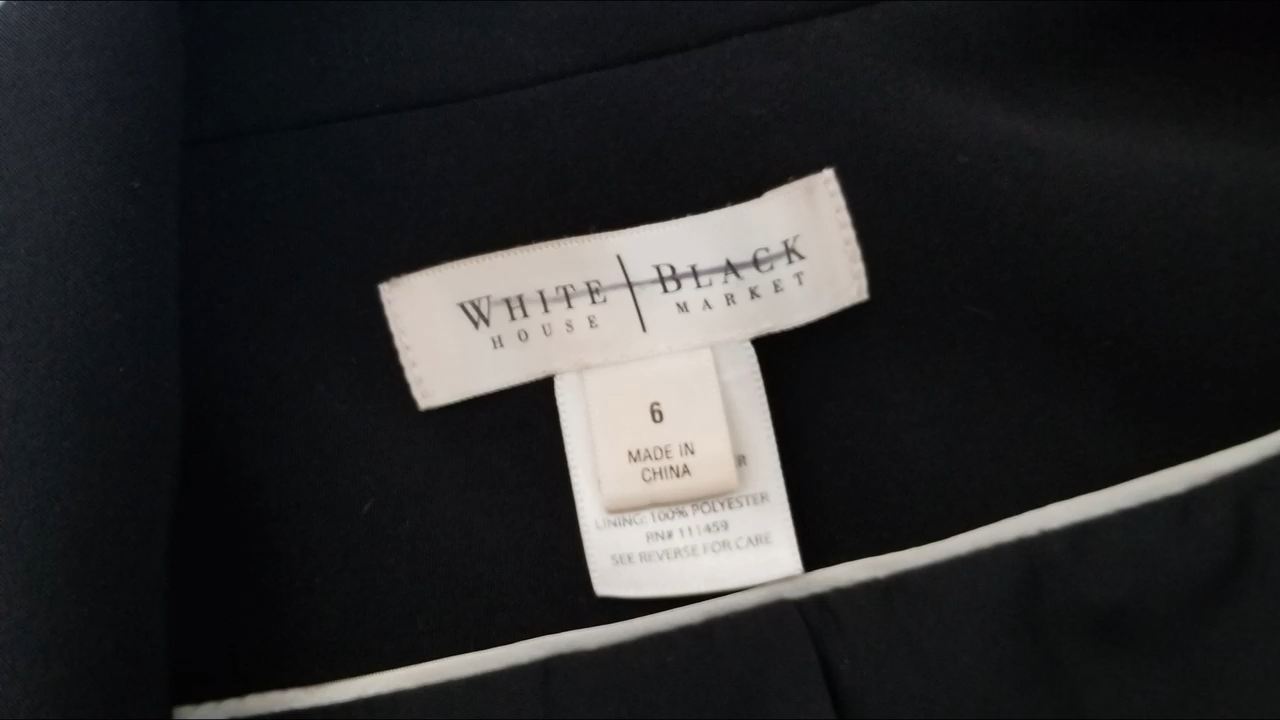 WHITE | BLACK
HOUSE MARKET
6
MADE IN
CHINA
R
LINING: 100% POLYESTER
RN# 111459
SEE REVERSE FOR CARE